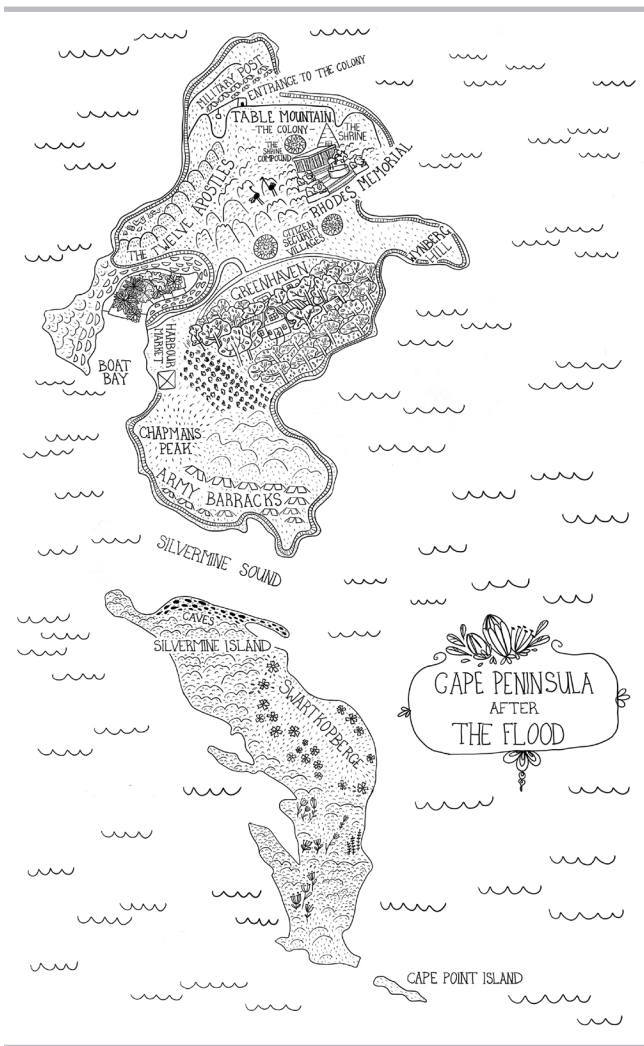 MILITARY POST
ENTRANCE TO THE COLONY
TABLE MOUNTAIN
-THE COLONY-
THE
SHRINE
THE
SHRINE
COMPOUND
RHODES MEMORIAL
THE TWELVE APOSTLES
CITIZEN
SECURITY
VILLAGES
WYNBERG
HILL
GREENHAVEN
HARBOUR
MARKET
BOAT
BAY
CHAPMANS
PEAK
ARMY BARRACKS
SILVERMINE SOUND
CAVES
SILVERMINE ISLAND
SWARTKOPBERGE
CAPE PENINSULA
AFTER
THE FLOOD
CAPE POINT ISLAND